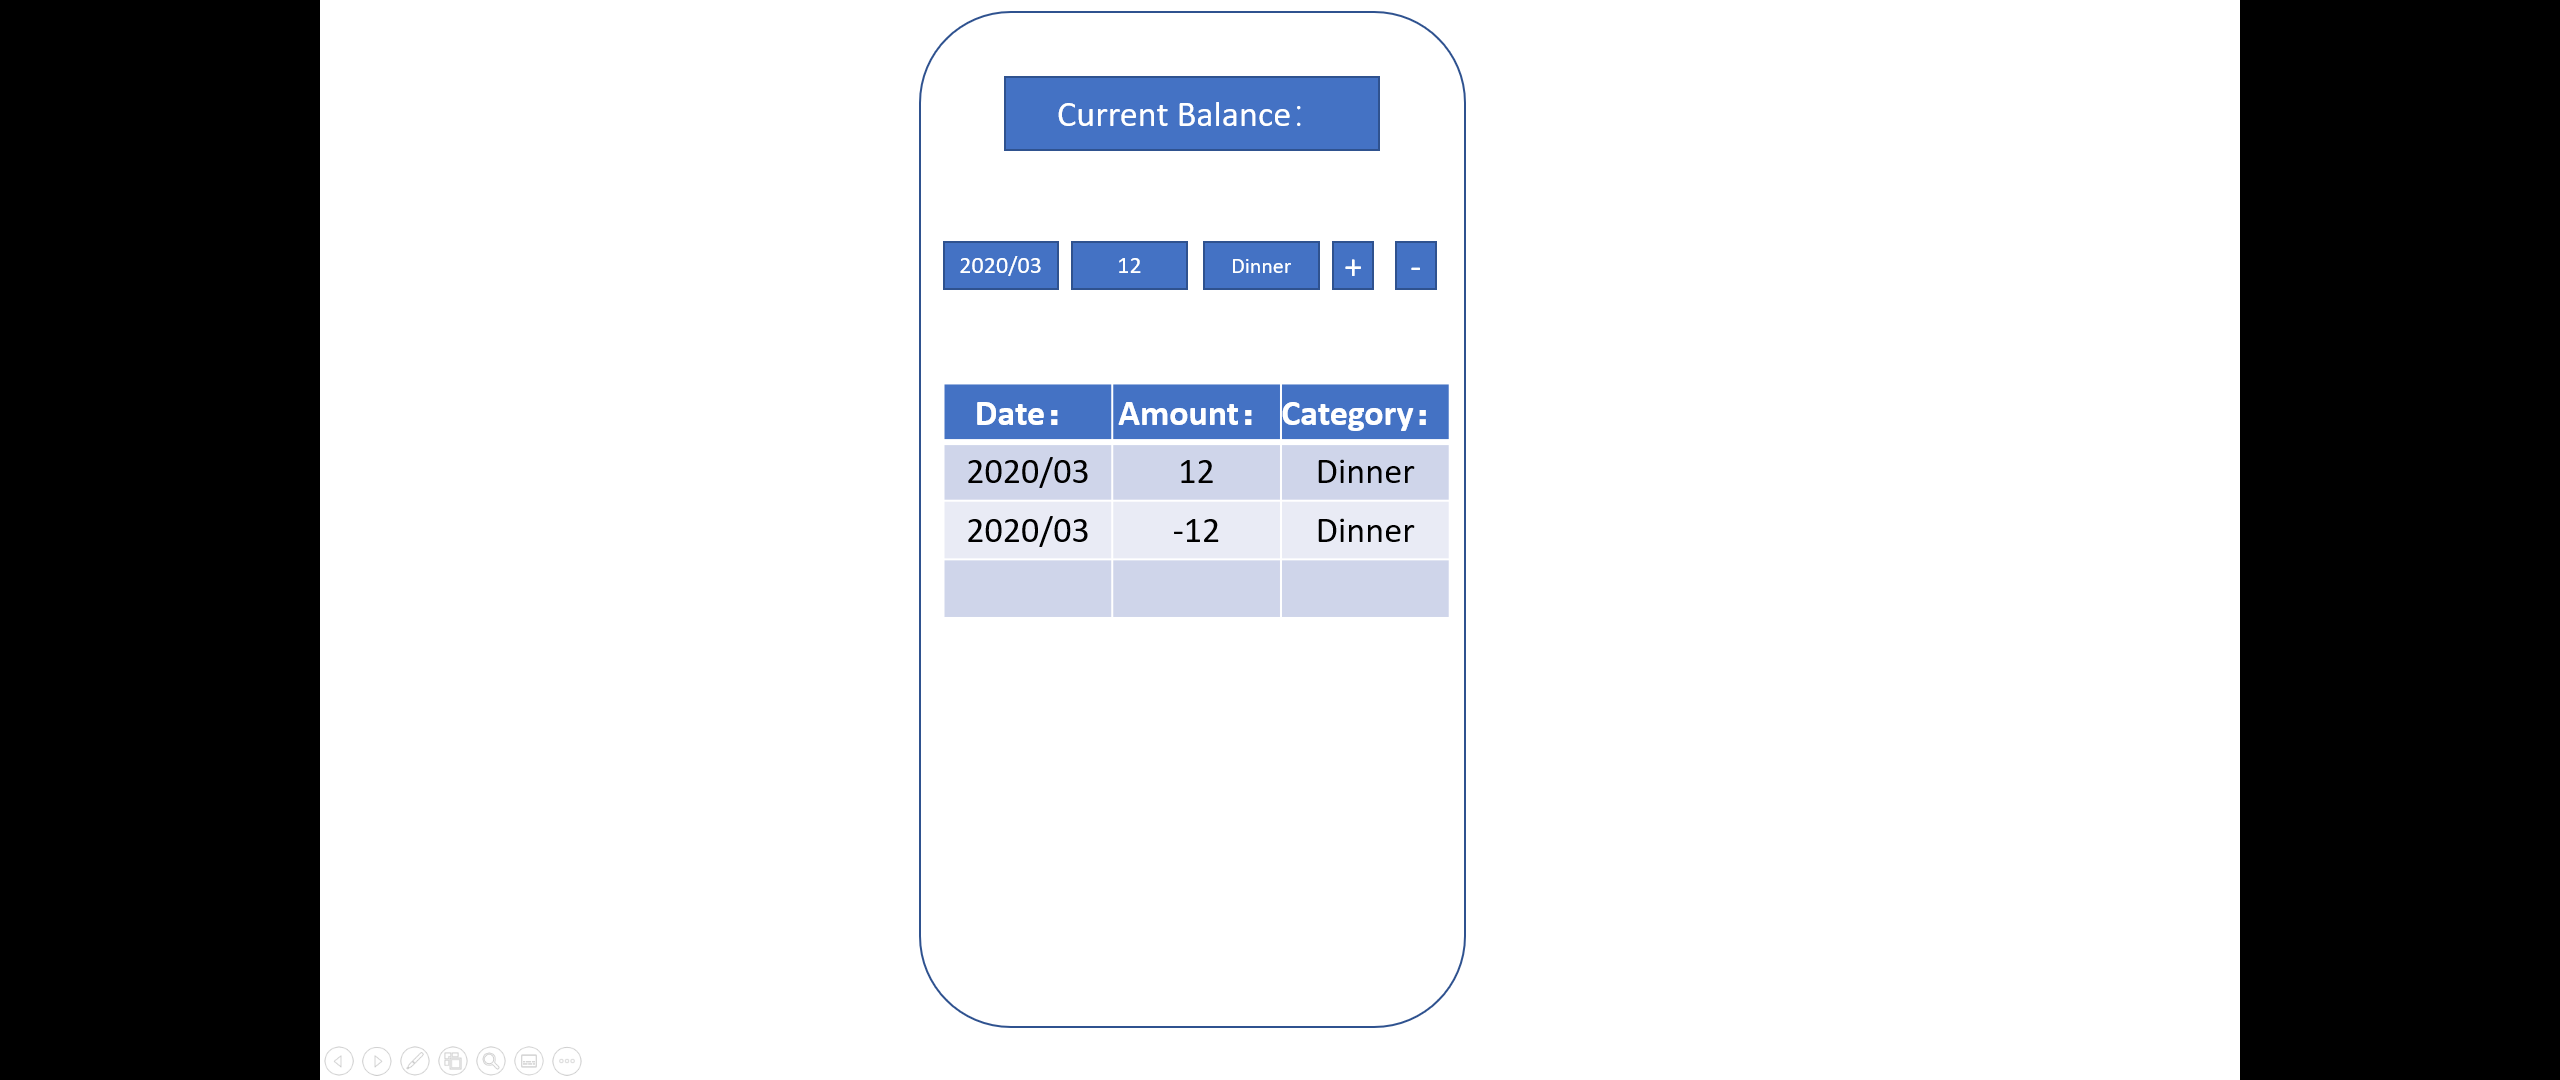 Current Balance：
2020/03 12 Dinner + -
Date： Amount： Category：
2020/03 12 Dinner
2020/03 -12 Dinner